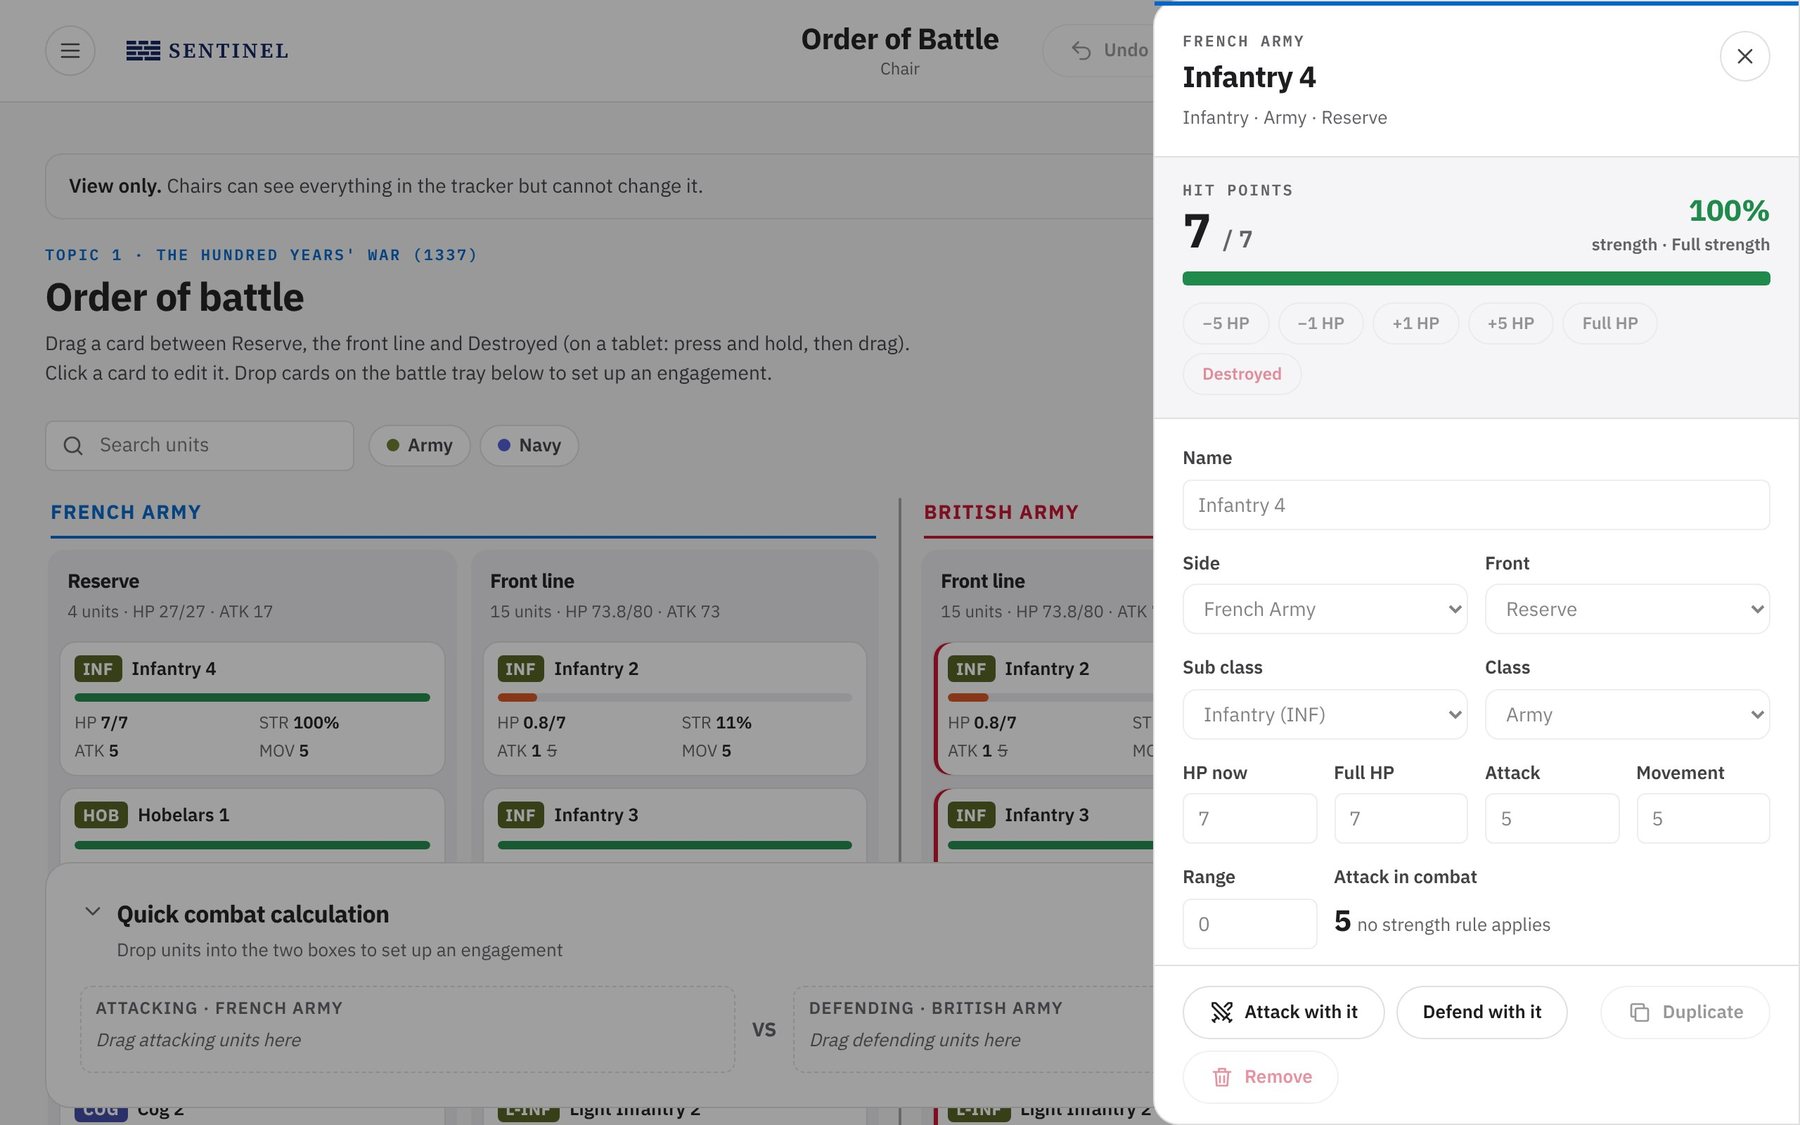 SENTINEL
Order of Battle
Chair
Undo
View only. Chairs can see everything in the tracker but cannot change it.
TOPIC 1 · THE HUNDRED YEARS' WAR (1337)
Order of battle
Drag a card between Reserve, the front line and Destroyed (on a tablet: press and hold, then drag).
Click a card to edit it. Drop cards on the battle tray below to set up an engagement.
Search units
Army
Navy
FRENCH ARMY
Reserve
4 units · HP 27/27 · ATK 17
INF Infantry 4
HP 7/7 STR 100%
ATK 5 MOV 5
HOB Hobelars 1
Front line
15 units · HP 73.8/80 · ATK 73
INF Infantry 2
HP 0.8/7 STR 11%
ATK 1 5 MOV 5
INF Infantry 3
BRITISH ARMY
Front line
15 units · HP 73.8/80 · ATK
INF Infantry 2
HP 0.8/7
ATK 1 5
INF Infantry 3
Quick combat calculation
Drop units into the two boxes to set up an engagement
ATTACKING · FRENCH ARMY
Drag attacking units here
VS
DEFENDING · BRITISH ARMY
Drag defending units here
COG Cog 2
L-INF Light Infantry 2
L-INF Light Infantry 2
FRENCH ARMY
Infantry 4
Infantry · Army · Reserve
HIT POINTS
7 / 7
100%
strength · Full strength
−5 HP
−1 HP
+1 HP
+5 HP
Full HP
Destroyed
Name
Infantry 4
Side
French Army
Front
Reserve
Sub class
Infantry (INF)
Class
Army
HP now
7
Full HP
7
Attack
5
Movement
5
Range
0
Attack in combat
5 no strength rule applies
Attack with it
Defend with it
Duplicate
Remove